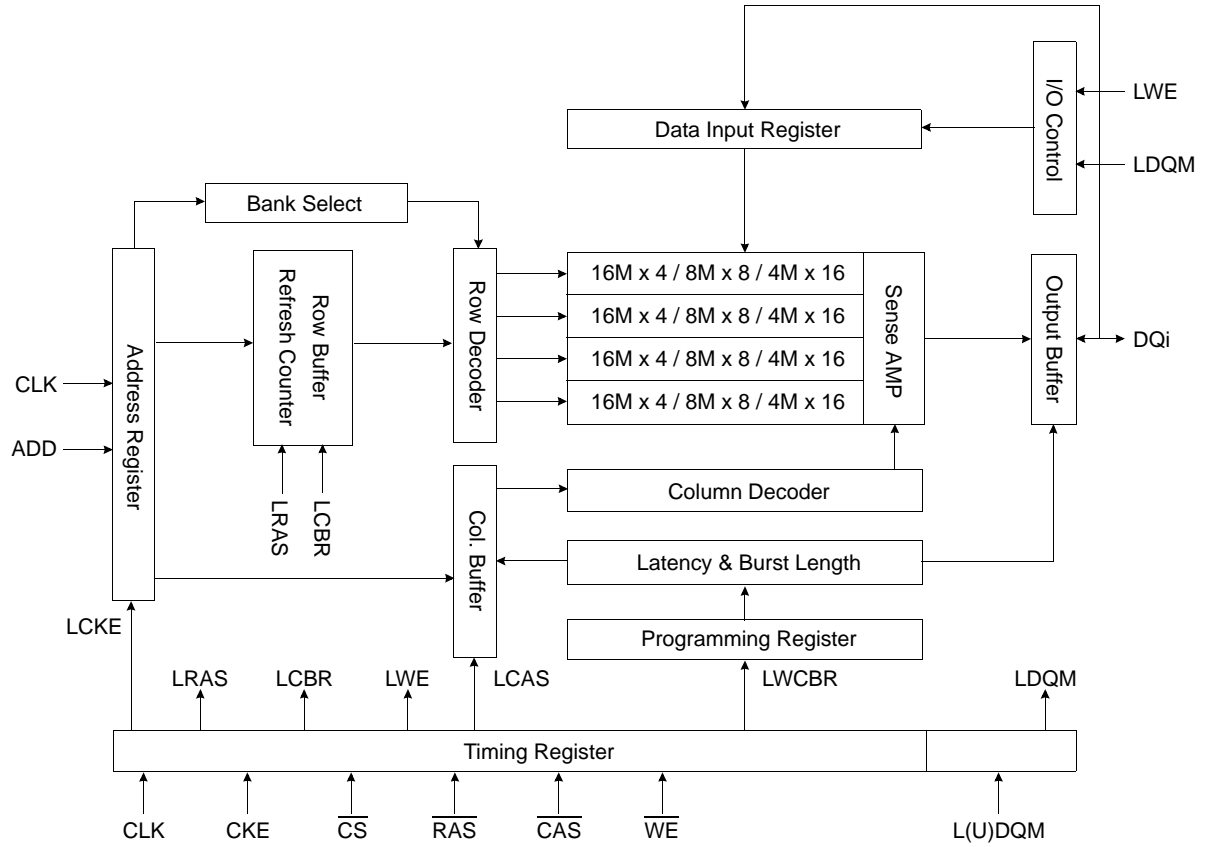 I/O Control
LWE
LDQM
Data Input Register
Bank Select
Address Register
CLK
ADD
Refresh Counter
Row Buffer
Row Decoder
16M x 4 / 8M x 8 / 4M x 16
16M x 4 / 8M x 8 / 4M x 16
16M x 4 / 8M x 8 / 4M x 16
16M x 4 / 8M x 8 / 4M x 16
Sense AMP
Output Buffer
DQi
LRAS
LCBR
Col. Buffer
Column Decoder
Latency & Burst Length
Programming Register
LCKE
LRAS
LCBR
LWE
LCAS
LWCBR
LDQM
Timing Register
CLK
CKE
CS
RAS
CAS
WE
L(U)DQM